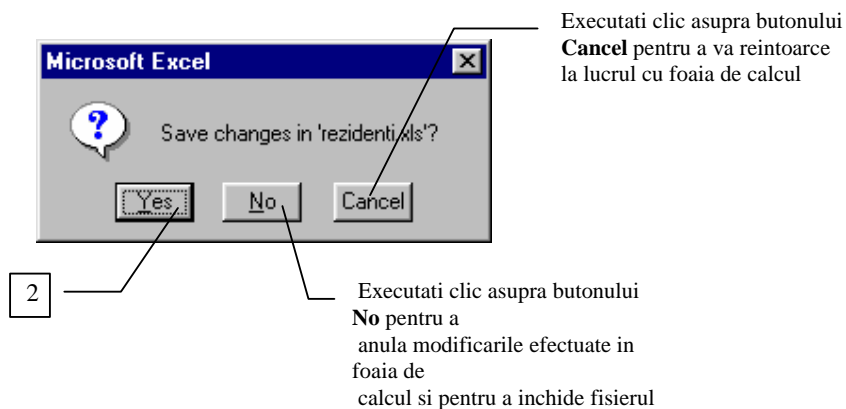 Executati clic asupra butonului
Cancel pentru a va reintoarce
la lucrul cu foaia de calcul
Microsoft Excel
?
Save changes in 'rezidenti.xls'?
Yes No Cancel
2
Executati clic asupra butonului
No pentru a
anula modificarile efectuate in
foaia de
calcul si pentru a inchide fisierul